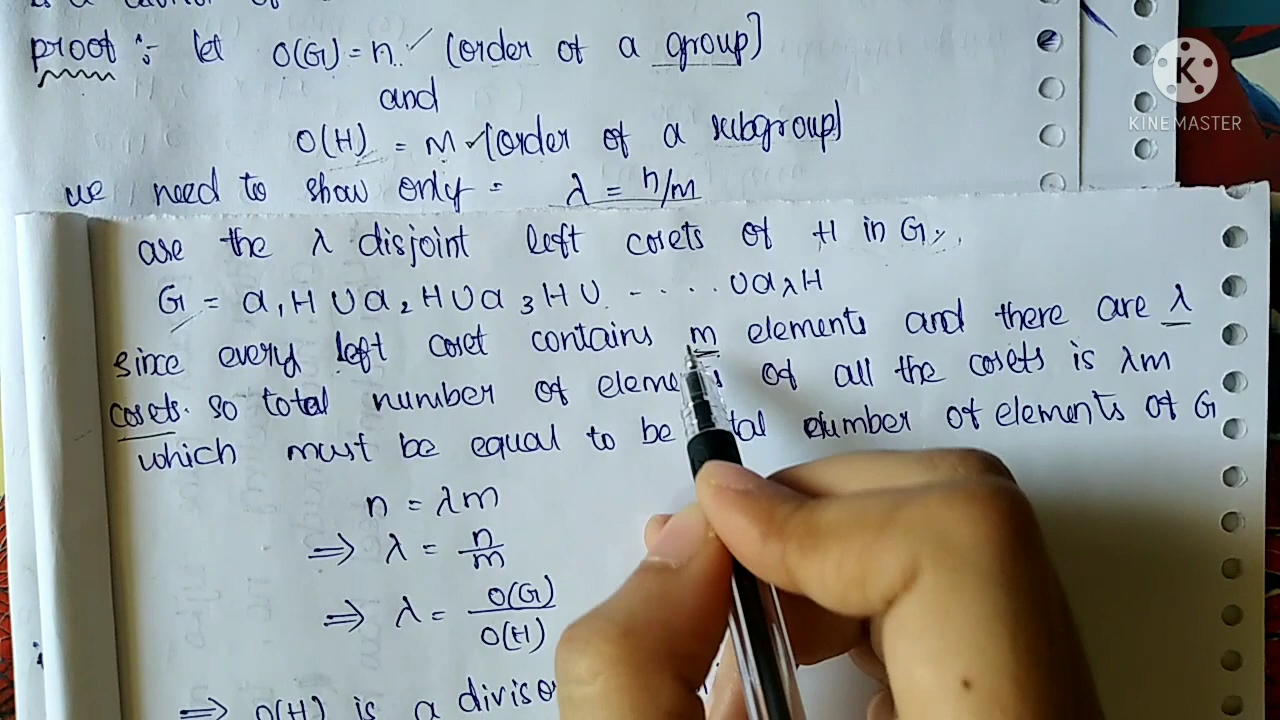 proof :- let O(G) = n. ✓ (order of a group]
and
O(H) = m ✓ (order of a subgroup)
we need to show only = λ = n/m
are the λ disjoint left cosets of H in G
G = a₁H ∪ a₂H ∪ a₃H ∪ ..... ∪ aλH
since every left coset contains m elements and there are λ
cosets. so total number of of all the cosets is λm
which must be equal to be number of elements of G
n = λm
⇒ λ = n/m
⇒ λ = O(G)/O(H)
⇒ O(H) is a
K
KINEMASTER